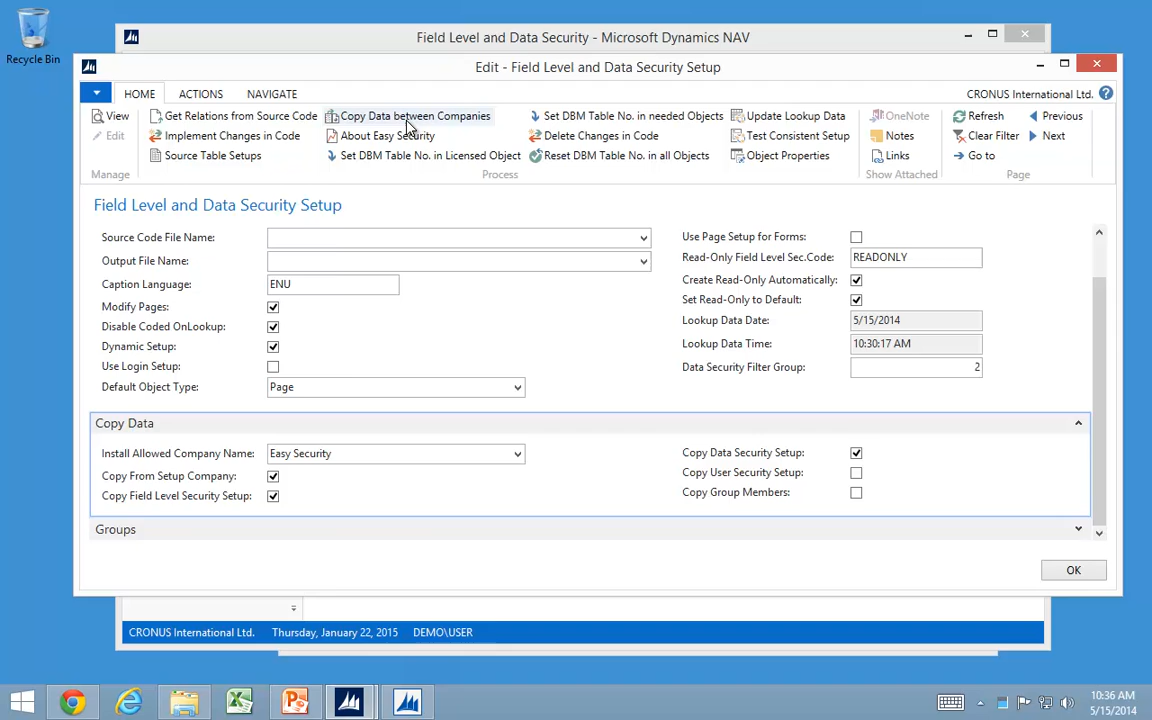 Recycle Bin
Field Level and Data Security - Microsoft Dynamics NAV
Edit - Field Level and Data Security Setup
HOME ACTIONS NAVIGATE CRONUS International Ltd.
View Get Relations from Source Code Copy Data between Companies Set DBM Table No. in needed Objects Update Lookup Data OneNote Refresh Previous
Edit Implement Changes in Code About Easy Security Delete Changes in Code Test Consistent Setup Notes Clear Filter Next
Source Table Setups Set DBM Table No. in Licensed Object Reset DBM Table No. in all Objects Object Properties Links Go to
Manage Process Show Attached Page
Field Level and Data Security Setup
Source Code File Name: Use Page Setup for Forms:
Output File Name: Read-Only Field Level Sec.Code: READONLY
Caption Language: ENU Create Read-Only Automatically:
Modify Pages: Set Read-Only to Default:
Disable Coded OnLookup: Lookup Data Date: 5/15/2014
Dynamic Setup: Lookup Data Time: 10:30:17 AM
Use Login Setup: Data Security Filter Group: 2
Default Object Type: Page
Copy Data
Install Allowed Company Name: Easy Security Copy Data Security Setup:
Copy From Setup Company: Copy User Security Setup:
Copy Field Level Security Setup: Copy Group Members:
Groups
OK
CRONUS International Ltd. Thursday, January 22, 2015 DEMO\USER
10:36 AM
5/15/2014